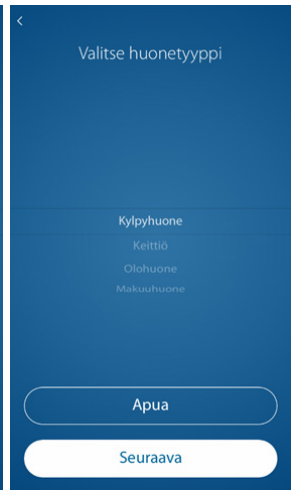 Valitse huonetyyppi
Kylpyhuone
Keittiö
Olohuone
Makuuhuone
Apua
Seuraava